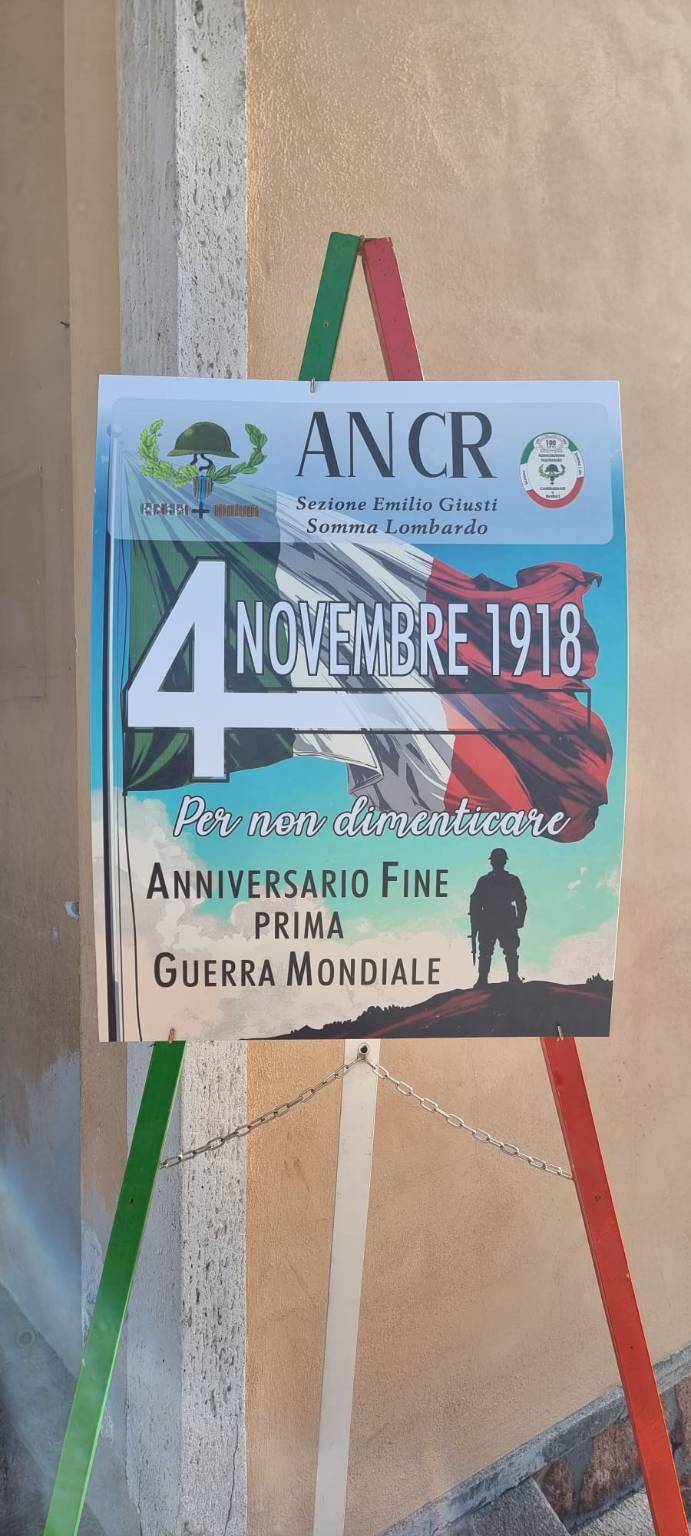 ANCR
Sezione Emilio Giusti
Somma Lombardo
4 NOVEMBRE 1918
Per non dimenticare
ANNIVERSARIO FINE
PRIMA
GUERRA MONDIALE